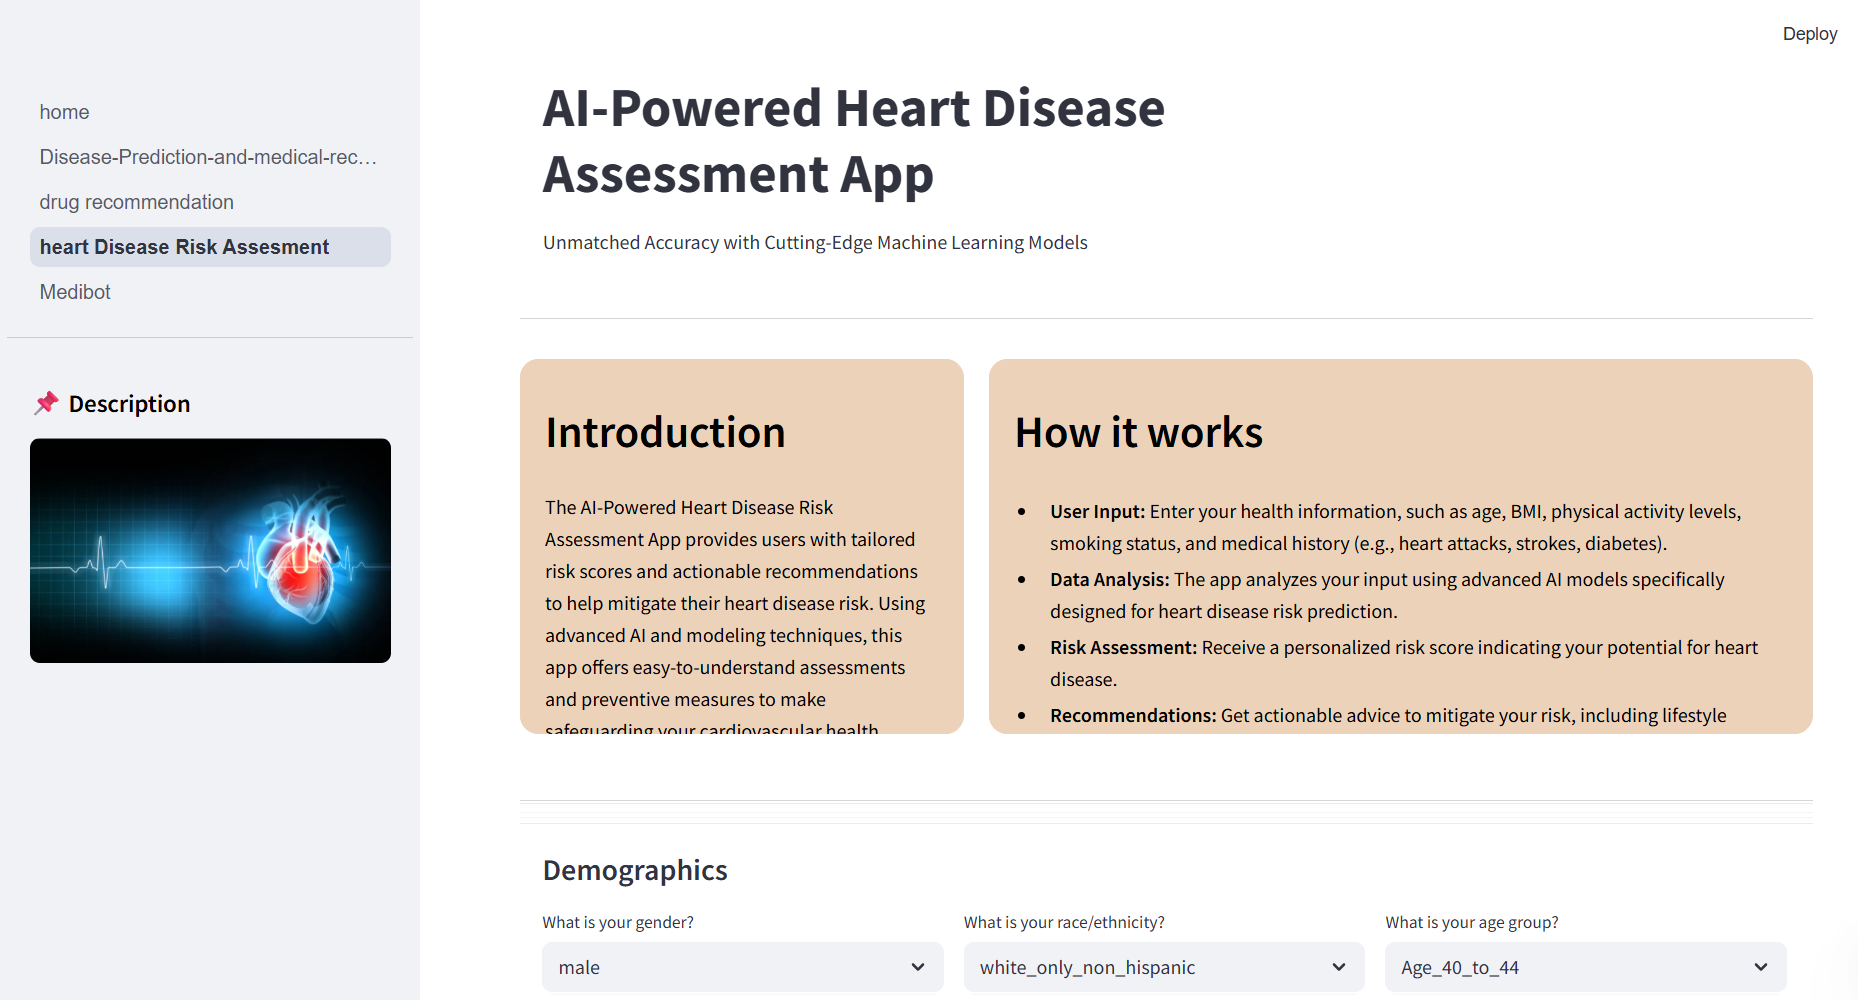 Deploy
home
Disease-Prediction-and-medical-rec...
drug recommendation
heart Disease Risk Assesment
Medibot
Description
AI-Powered Heart Disease
Assessment App
Unmatched Accuracy with Cutting-Edge Machine Learning Models
Introduction
The AI-Powered Heart Disease Risk
Assessment App provides users with tailored
risk scores and actionable recommendations
to help mitigate their heart disease risk. Using
advanced AI and modeling techniques, this
app offers easy-to-understand assessments
and preventive measures to make
safeguarding your cardiovascular health
How it works
User Input: Enter your health information, such as age, BMI, physical activity levels,
smoking status, and medical history (e.g., heart attacks, strokes, diabetes).
Data Analysis: The app analyzes your input using advanced AI models specifically
designed for heart disease risk prediction.
Risk Assessment: Receive a personalized risk score indicating your potential for heart
disease.
Recommendations: Get actionable advice to mitigate your risk, including lifestyle
Demographics
What is your gender?
male
What is your race/ethnicity?
white_only_non_hispanic
What is your age group?
Age_40_to_44